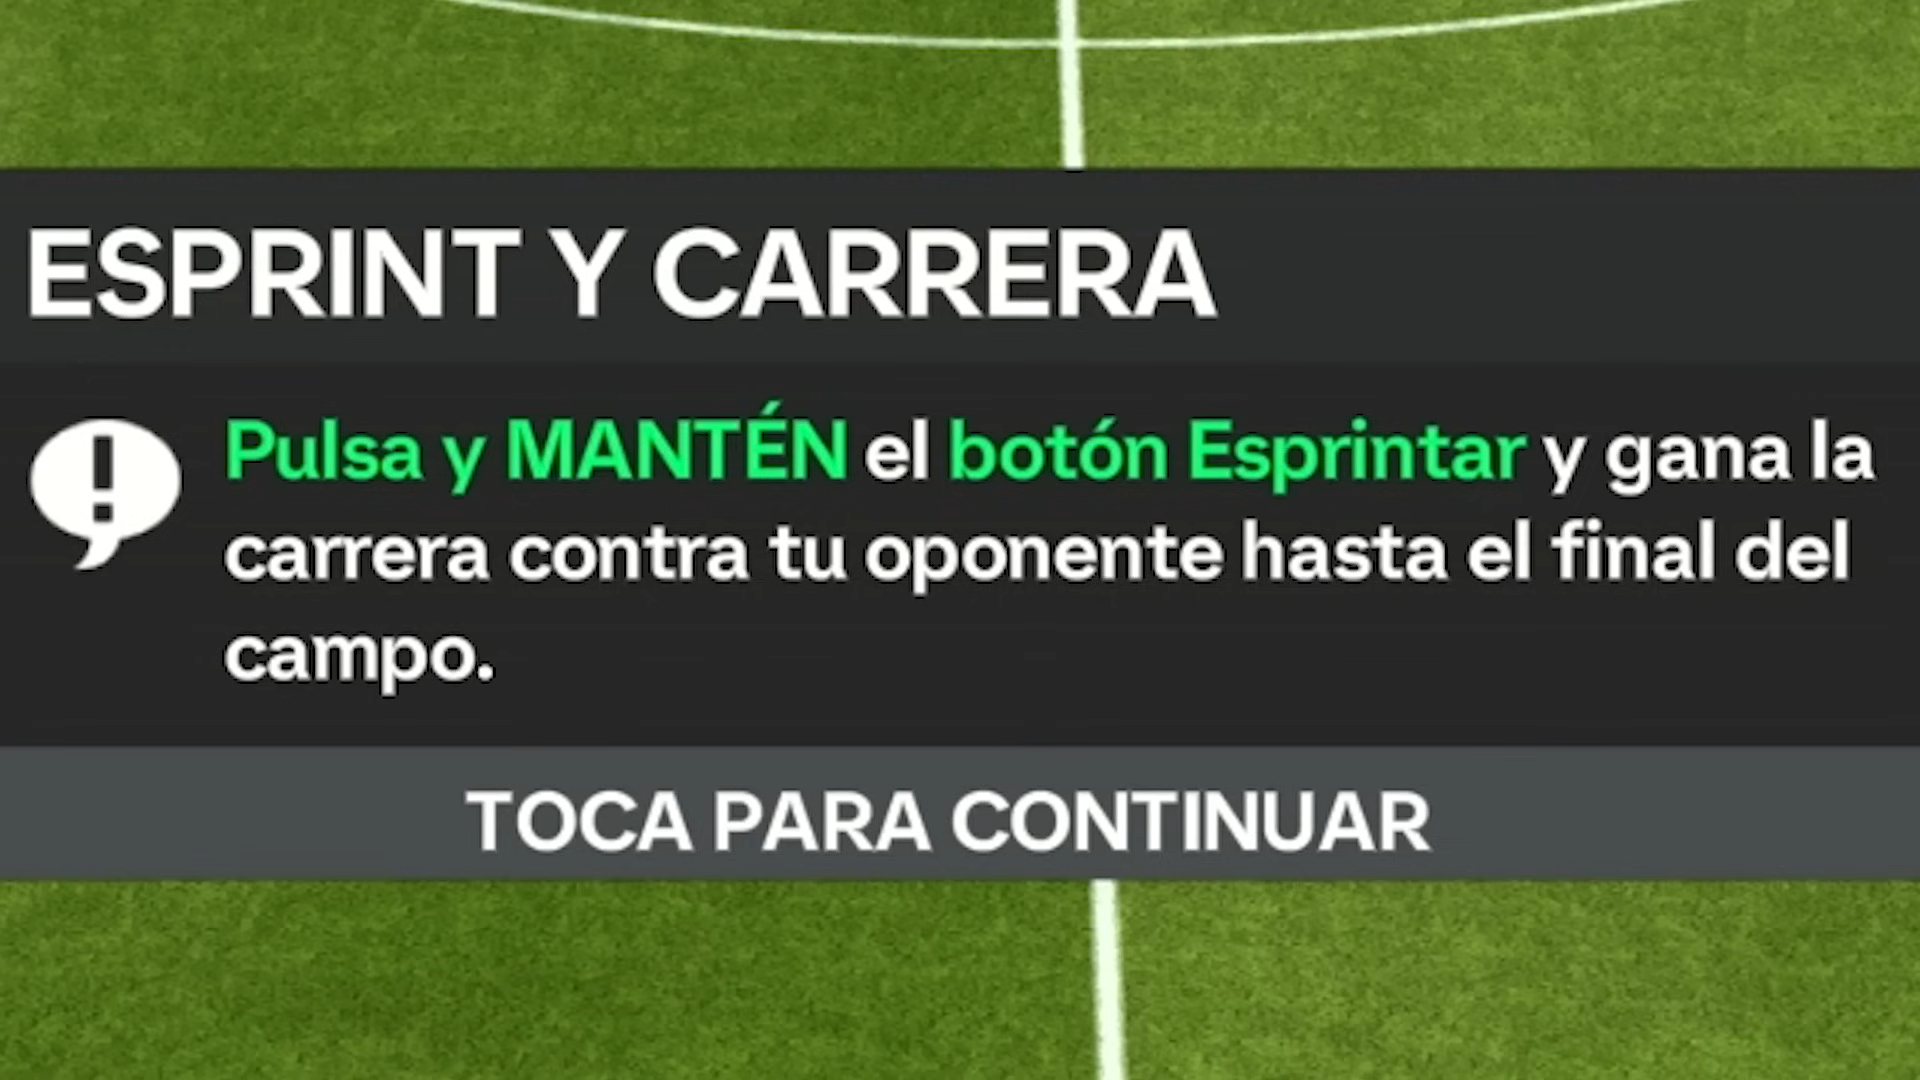 ESPRINT Y CARRERA
Pulsa y MANTÉN el botón Esprintar y gana la
carrera contra tu oponente hasta el final del
campo.
TOCA PARA CONTINUAR